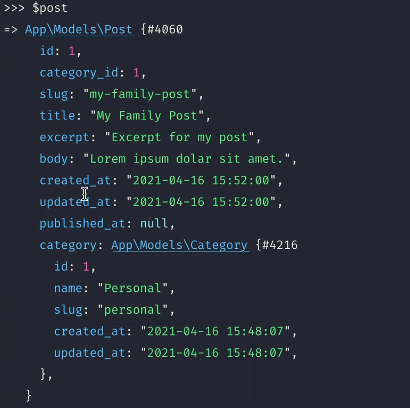 >>> $post
=> App\Models\Post {#4060
id: 1,
category_id: 1,
slug: "my-family-post",
title: "My Family Post",
excerpt: "Excerpt for my post",
body: "Lorem ipsum dolar sit amet.",
created_at: "2021-04-16 15:52:00",
updated_at: "2021-04-16 15:52:00",
published_at: null,
category: App\Models\Category {#4216
id: 1,
name: "Personal",
slug: "personal",
created_at: "2021-04-16 15:48:07",
updated_at: "2021-04-16 15:48:07",
},
}